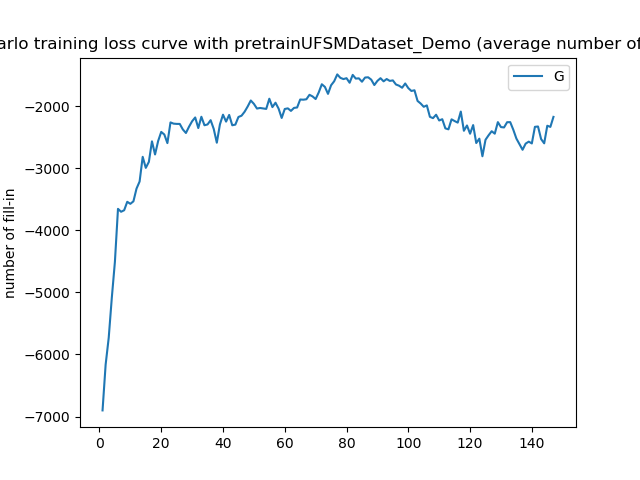 arlo training loss curve with pretrainUFSMDataset_Demo (average number of
G
number of fill-in
−2000
−3000
−4000
−5000
−6000
−7000
0 20 40 60 80 100 120 140